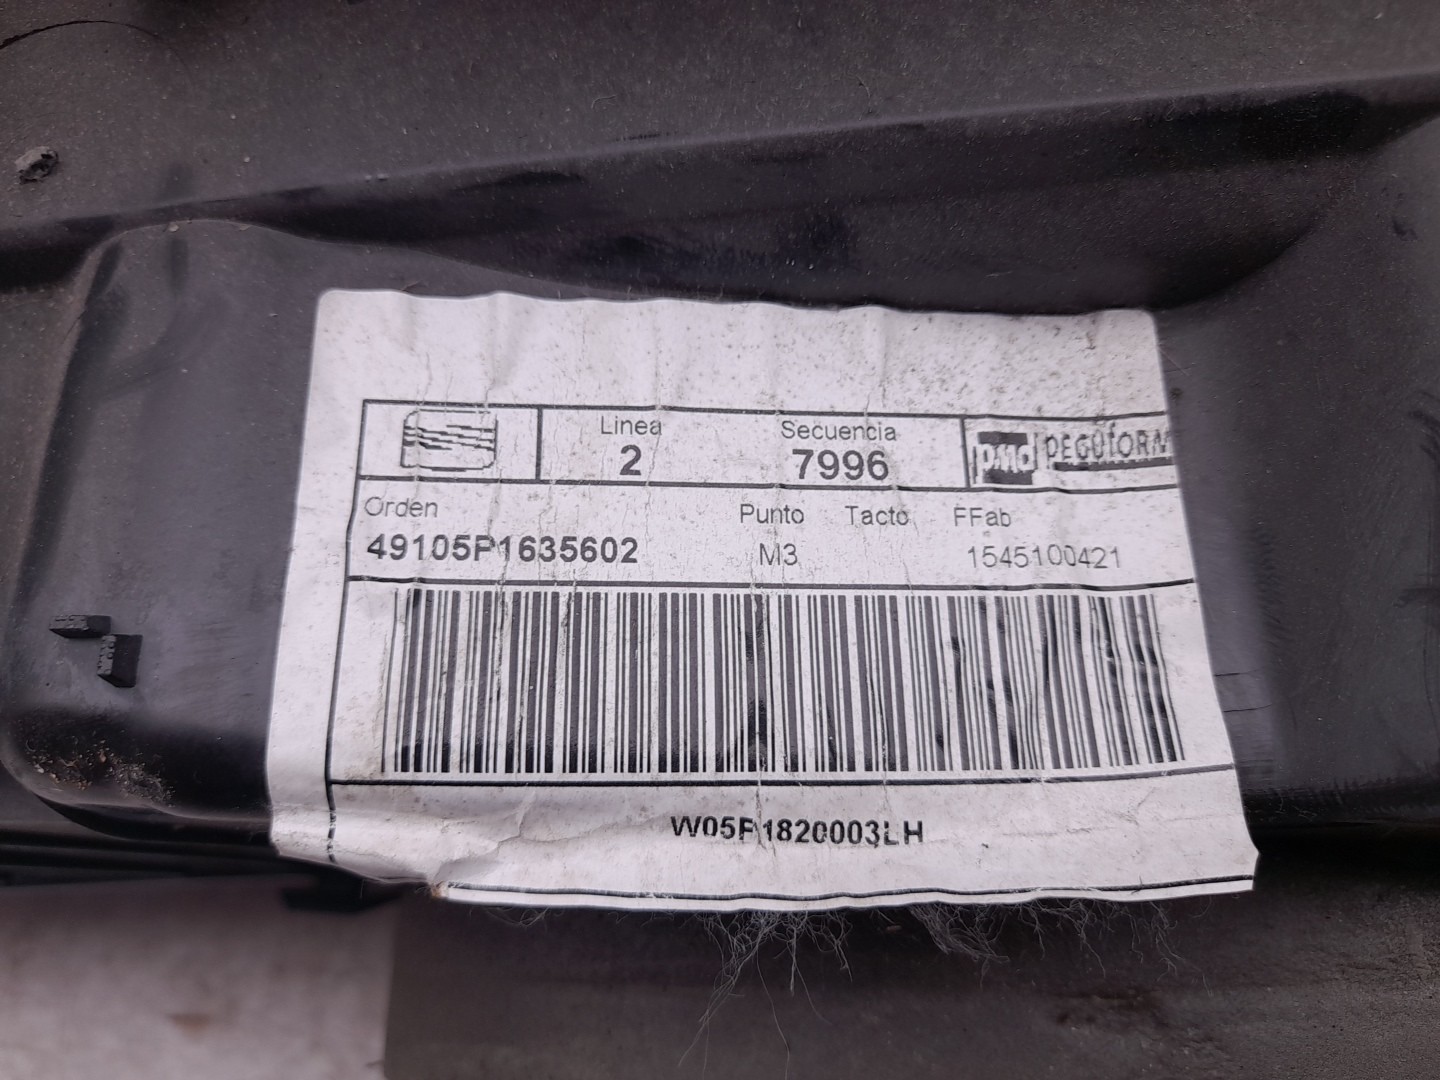 Linea Secuencia
2 7996 PMd PEGUfORM
Orden Punto Tacto FFab
49105P1635602 M3 1545100421
W05P1820003LH